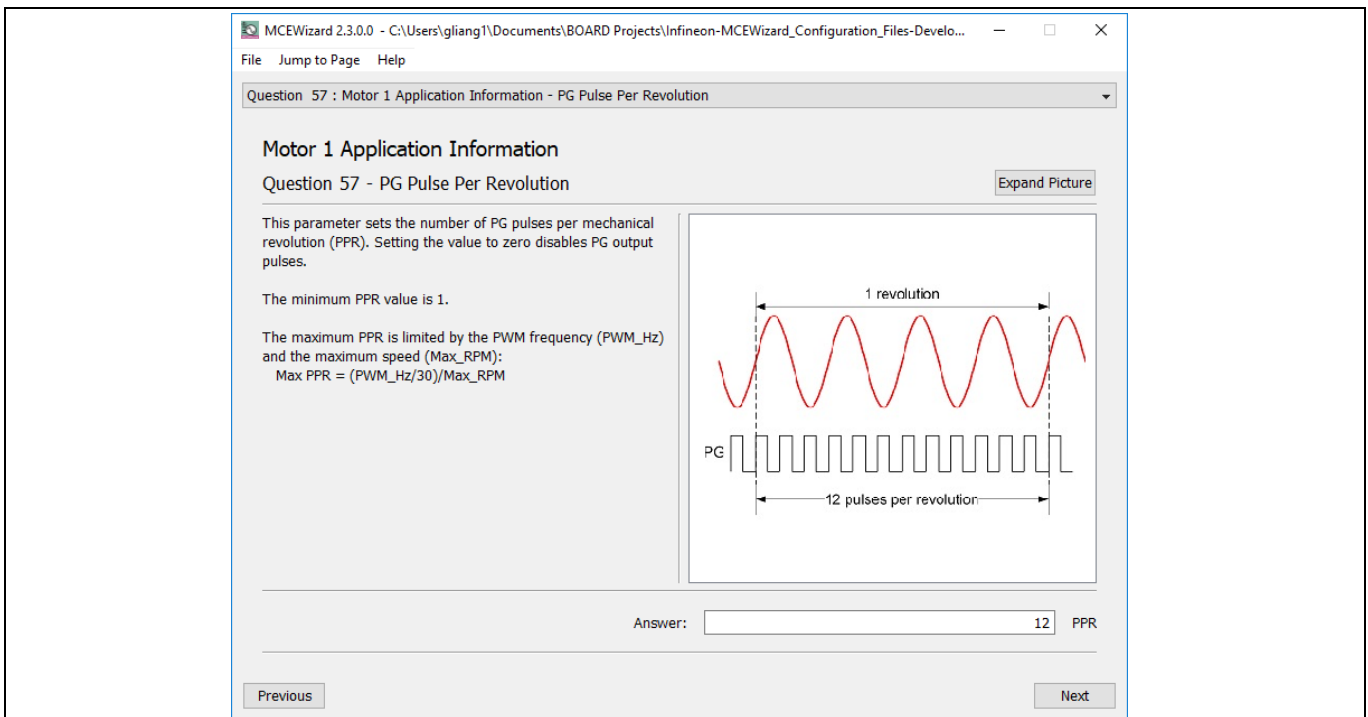 MCEWizard 2.3.0.0 - C:\Users\gliang1\Documents\BOARD Projects\Infineon-MCEWizard_Configuration_Files-Develo...
File Jump to Page Help
Question 57 : Motor 1 Application Information - PG Pulse Per Revolution
Motor 1 Application Information
Question 57 - PG Pulse Per Revolution
Expand Picture
This parameter sets the number of PG pulses per mechanical
revolution (PPR). Setting the value to zero disables PG output
pulses.
The minimum PPR value is 1.
The maximum PPR is limited by the PWM frequency (PWM_Hz)
and the maximum speed (Max_RPM):
Max PPR = (PWM_Hz/30)/Max_RPM
1 revolution
PG
12 pulses per revolution
Answer: 12 PPR
Previous
Next